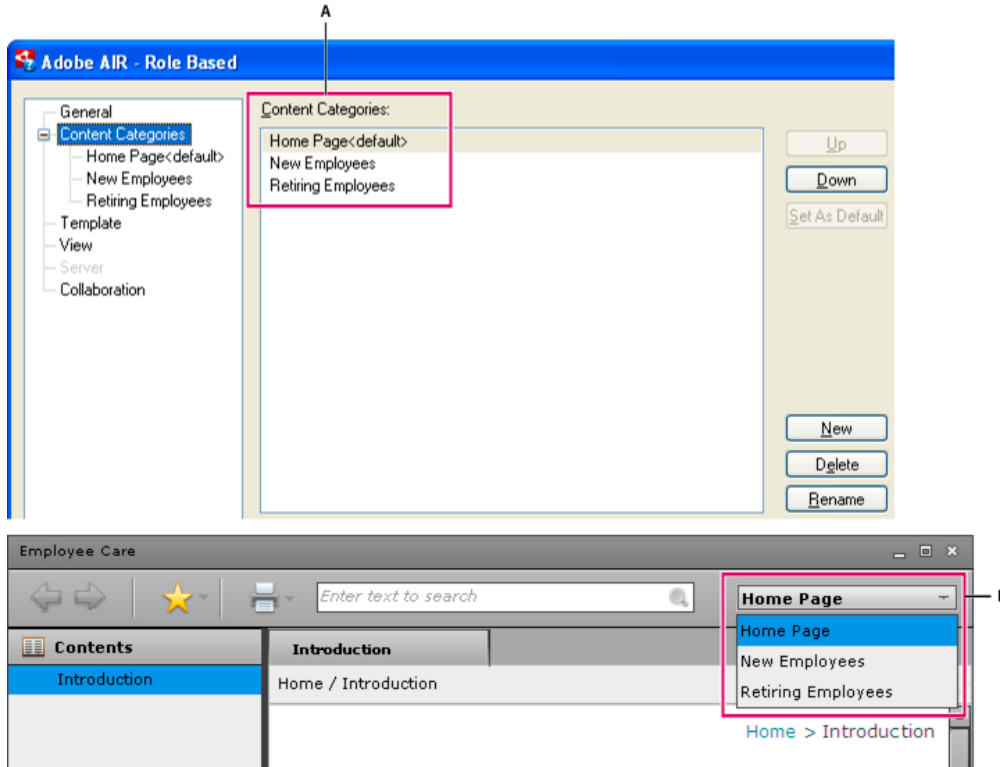 A
Adobe AIR - Role Based
General
Content Categories
Home Page<default>
New Employees
Retiring Employees
Template
View
Server
Collaboration
Content Categories:
Home Page<default>
New Employees
Retiring Employees
Up
Down
Set As Default
New
Delete
Rename
Employee Care
Enter text to search
Home Page
Home Page
New Employees
Retiring Employees
Contents
Introduction
Introduction
Home / Introduction
Home > Introduction